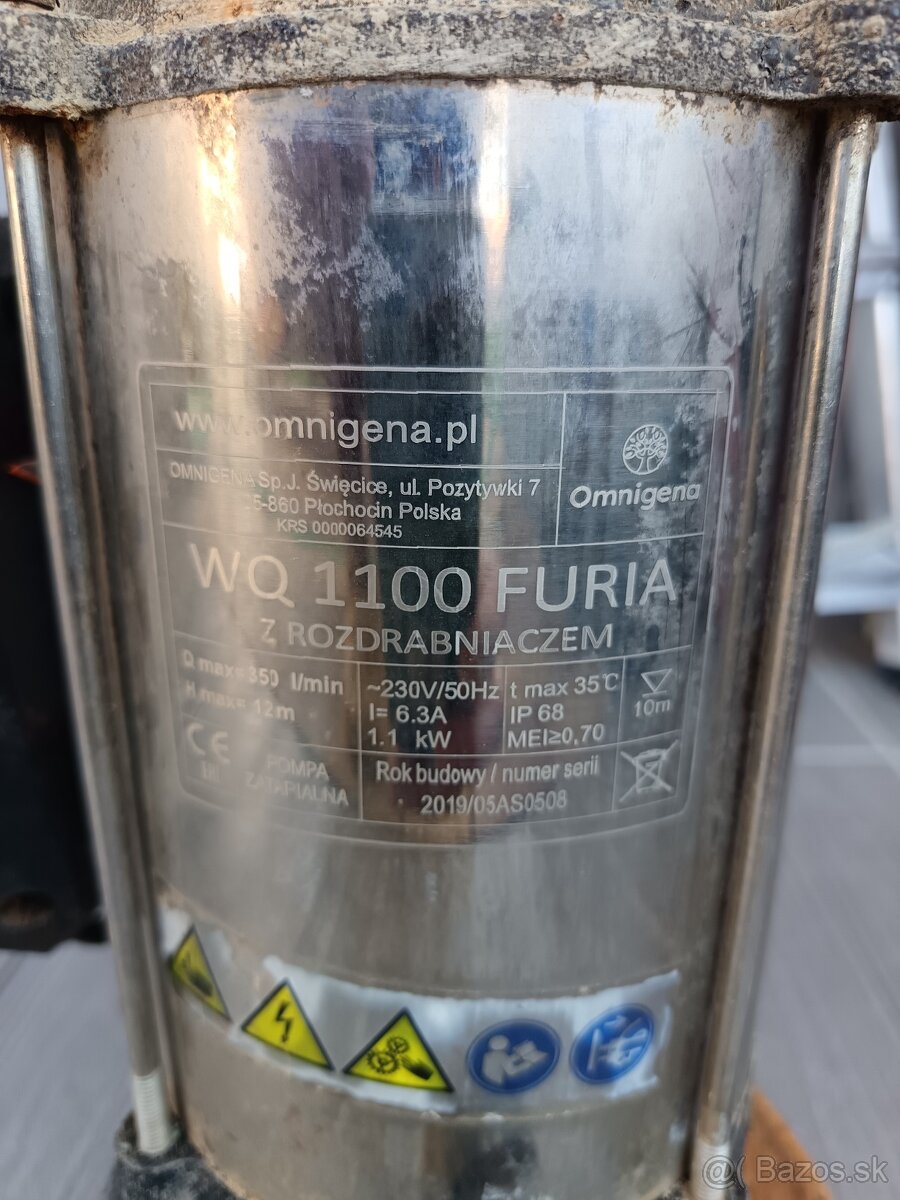 www.omnigena.pl
OMNIGENA Sp.J. Święcice, ul. Pozytywki 7
5-860 Płochocin Polska
KRS 0000064545
Omnigena
WQ 1100 FURIA
Z ROZDRABNIACZEM
Q max= 350 l/min
H max= 12m
~230V/50Hz
I= 6.3A
1.1 kW
t max 35°C
IP 68
MEI≥0,70
10m
CE
POMPA
ZATAPIALNA
Rok budowy / numer serii
2019/05AS0508
@( Bazos.sk